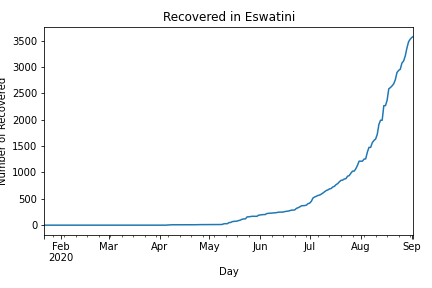 Recovered in Eswatini
3500
3000
2500
2000
1500
1000
500
0
Number of Recovered
Feb Mar Apr May Jun Jul Aug Sep
2020
Day